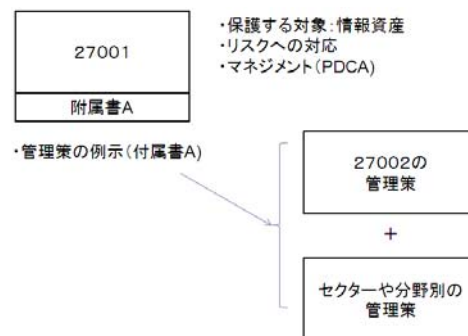 27001
附属書A
・保護する対象:情報資産
・リスクへの対応
・マネジメント(PDCA)
・管理策の例示(付属書A)
27002の
管理策
+
セクターや分野別の
管理策